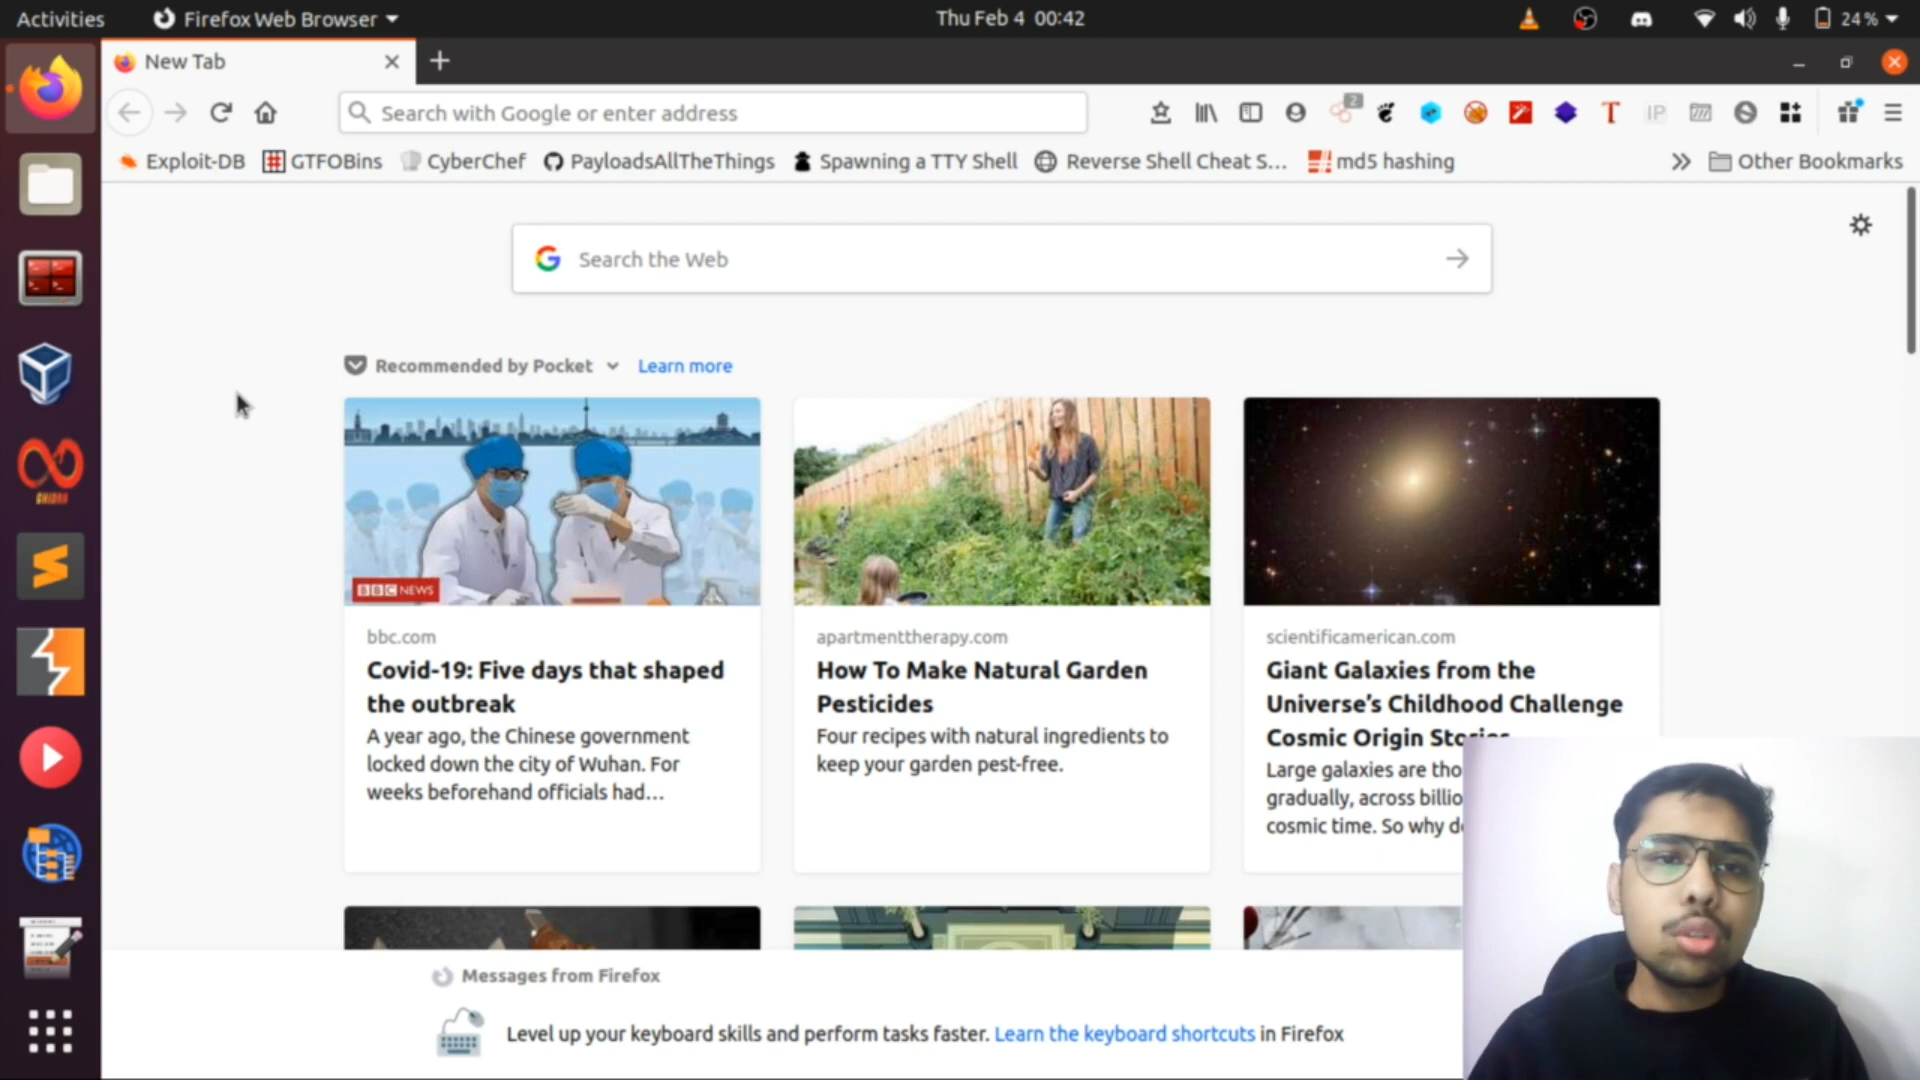 Activities
Firefox Web Browser
Thu Feb 4 00:42
24 %
New Tab
Search with Google or enter address
2
T
IP
Exploit-DB
GTFOBins
CyberChef
PayloadsAllTheThings
Spawning a TTY Shell
Reverse Shell Cheat S...
md5 hashing
Other Bookmarks
Search the Web
Recommended by Pocket
Learn more
BBC NEWS
bbc.com
Covid-19: Five days that shaped
the outbreak
A year ago, the Chinese government
locked down the city of Wuhan. For
weeks beforehand officials had...
apartmenttherapy.com
How To Make Natural Garden
Pesticides
Four recipes with natural ingredients to
keep your garden pest-free.
scientificamerican.com
Giant Galaxies from the
Universe's Childhood Challenge
Cosmic Origin Stories
Large galaxies are tho
gradually, across billio
cosmic time. So why d
GHIDRA
Messages from Firefox
Level up your keyboard skills and perform tasks faster. Learn the keyboard shortcuts in Firefox